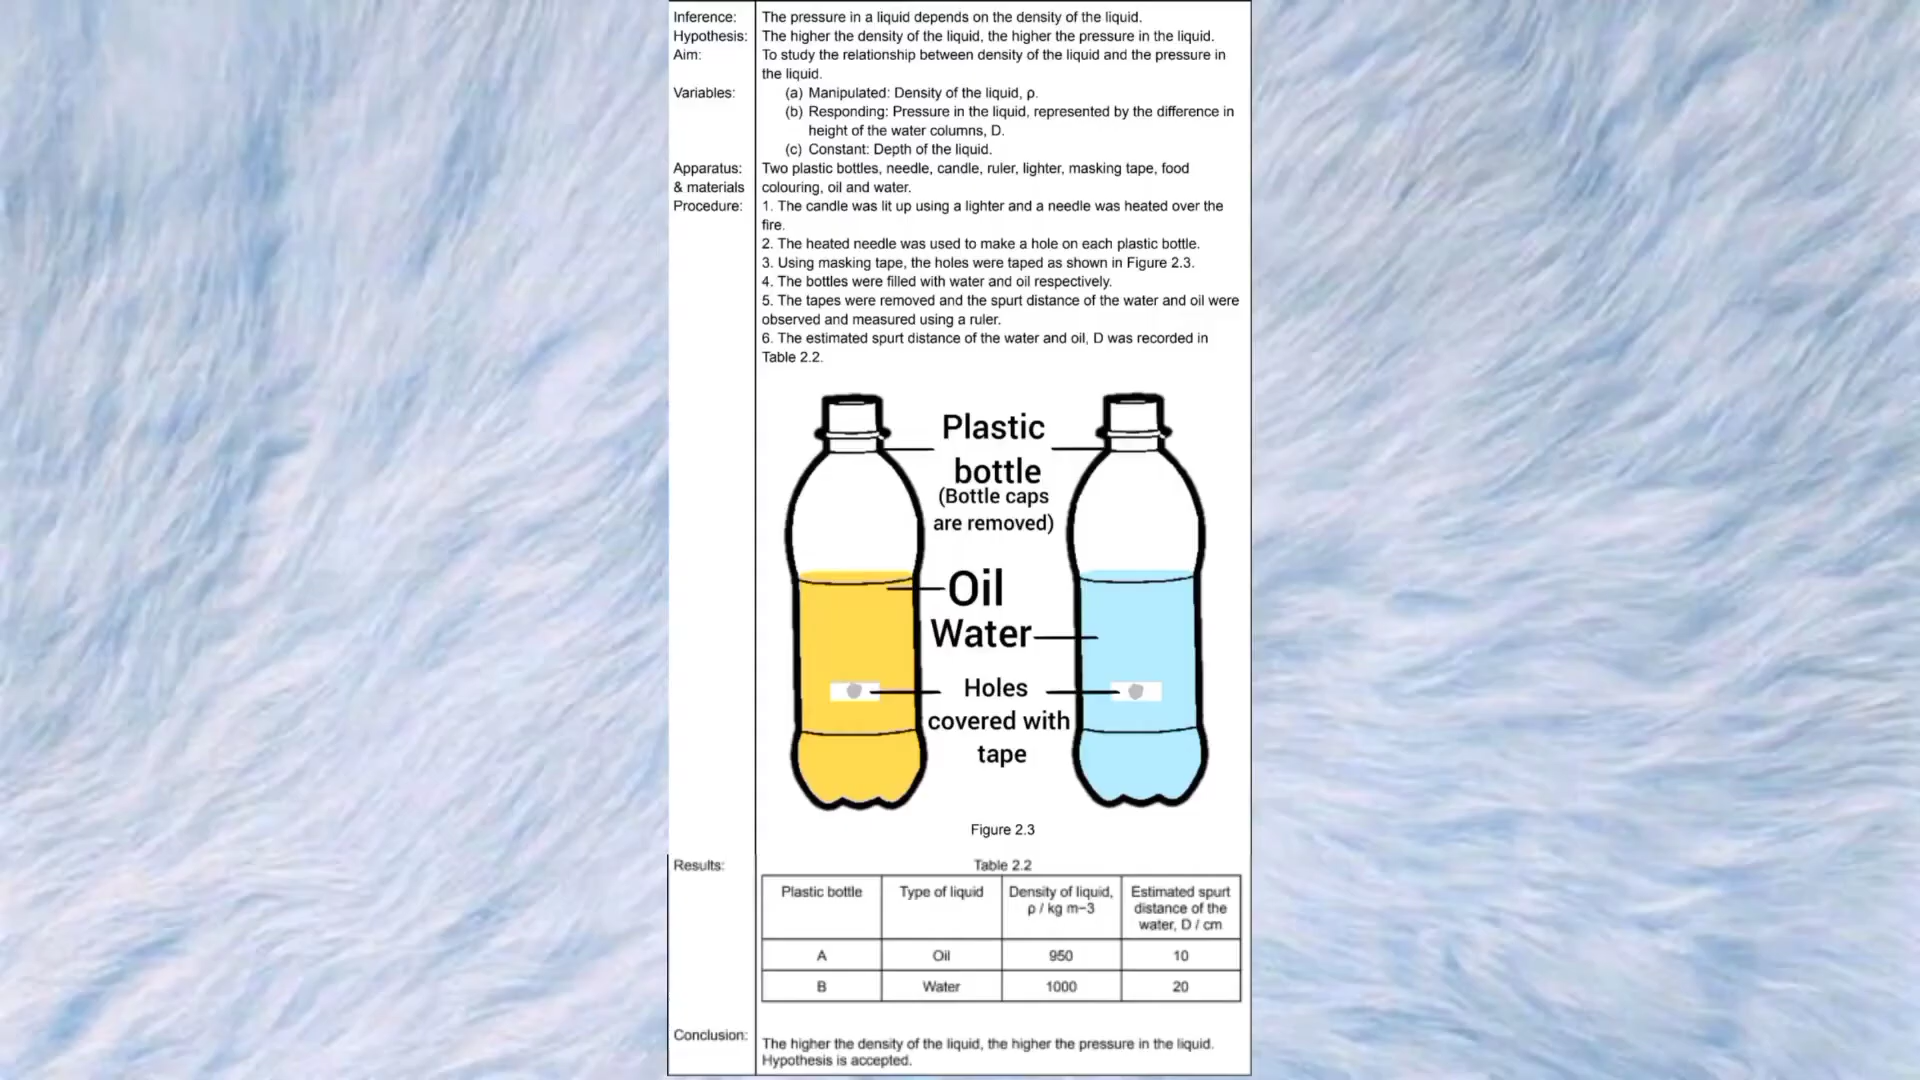 Inference: The pressure in a liquid depends on the density of the liquid.
Hypothesis: The higher the density of the liquid, the higher the pressure in the liquid.
Aim: To study the relationship between density of the liquid and the pressure in
the liquid.
Variables: (a) Manipulated: Density of the liquid, ρ.
(b) Responding: Pressure in the liquid, represented by the difference in
height of the water columns, D.
(c) Constant: Depth of the liquid.
Apparatus: Two plastic bottles, needle, candle, ruler, lighter, masking tape, food
& materials colouring, oil and water.
Procedure: 1. The candle was lit up using a lighter and a needle was heated over the
fire.
2. The heated needle was used to make a hole on each plastic bottle.
3. Using masking tape, the holes were taped as shown in Figure 2.3.
4. The bottles were filled with water and oil respectively.
5. The tapes were removed and the spurt distance of the water and oil were
observed and measured using a ruler.
6. The estimated spurt distance of the water and oil, D was recorded in
Table 2.2.
Plastic
bottle
(Bottle caps
are removed)
Oil
Water
Holes
covered with
tape
Figure 2.3
Results: Table 2.2
Plastic bottle Type of liquid Density of liquid, Estimated spurt
ρ / kg m−3 distance of the
water, D / cm
A Oil 950 10
B Water 1000 20
Conclusion:
The higher the density of the liquid, the higher the pressure in the liquid.
Hypothesis is accepted.